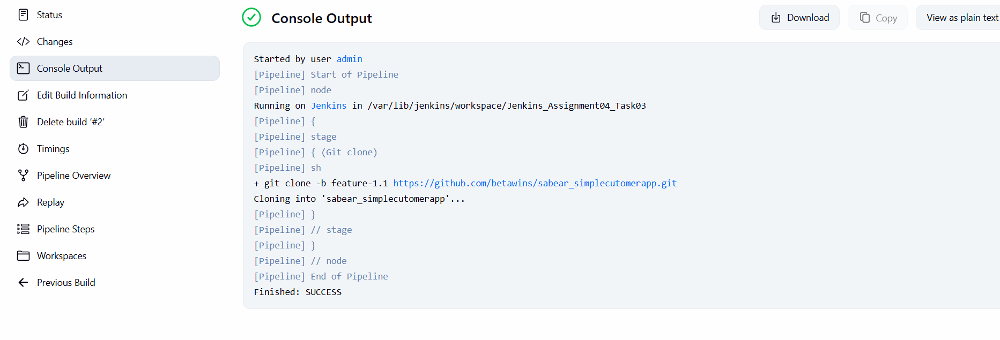 Status
Changes
Console Output
Edit Build Information
Delete build ‘#2’
Timings
Pipeline Overview
Replay
Pipeline Steps
Workspaces
Previous Build
Console Output
Download
Copy
View as plain text
Started by user admin
[Pipeline] Start of Pipeline
[Pipeline] node
Running on Jenkins in /var/lib/jenkins/workspace/Jenkins_Assignment04_Task03
[Pipeline] {
[Pipeline] stage
[Pipeline] { (Git clone)
[Pipeline] sh
+ git clone -b feature-1.1 https://github.com/betawins/sabear_simplecutomerapp.git
Cloning into 'sabear_simplecutomerapp'...
[Pipeline] }
[Pipeline] // stage
[Pipeline] }
[Pipeline] // node
[Pipeline] End of Pipeline
Finished: SUCCESS